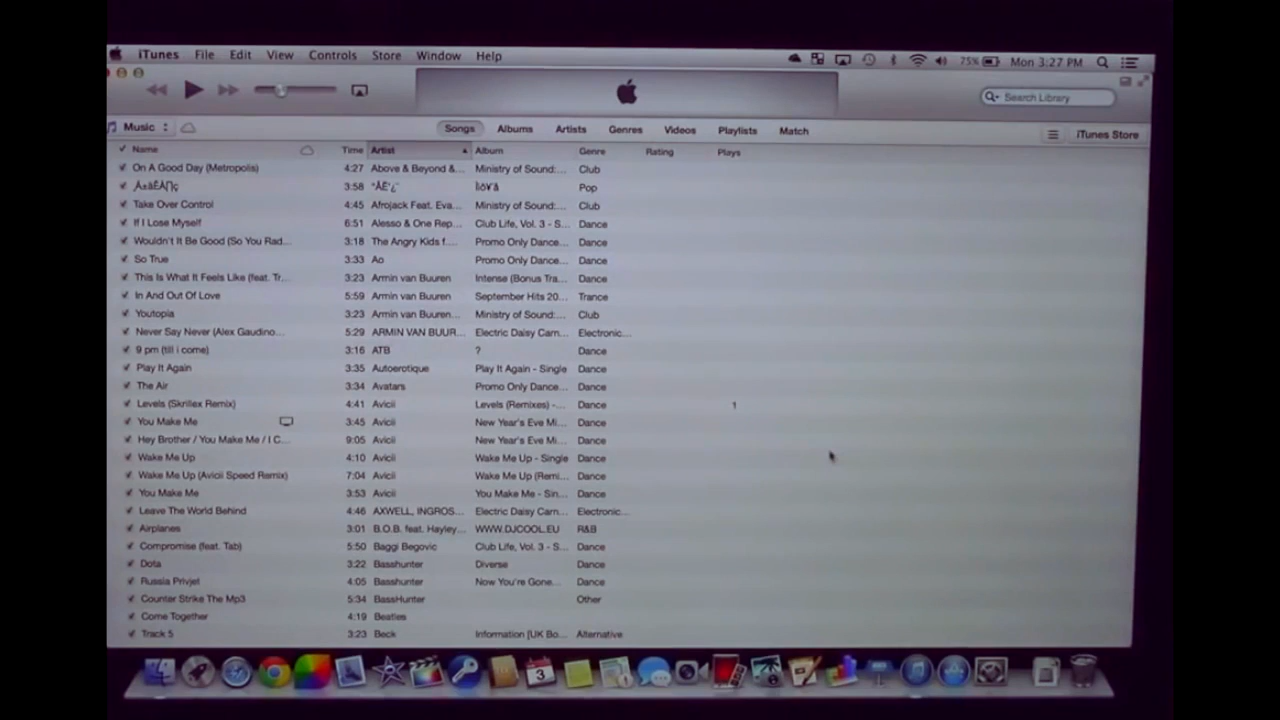 iTunes File Edit View Controls Store Window Help 75% Mon 3:27 PM
Search Library
Music Songs Albums Artists Genres Videos Playlists Match iTunes Store
Name Time Artist Album Genre Rating Plays
On A Good Day (Metropolis) 4:27 Above & Beyond &... Ministry of Sound:... Club
3:58 Pop
Take Over Control 4:45 Afrojack Feat. Eva... Ministry of Sound:... Club
If I Lose Myself 6:51 Alesso & One Rep... Club Life, Vol. 3 - S... Dance
Wouldn't It Be Good (So You Rad... 3:18 The Angry Kids f.... Promo Only Dance... Dance
So True 3:33 Ao Promo Only Dance... Dance
This Is What It Feels Like (feat. Tr... 3:23 Armin van Buuren Intense (Bonus Tra... Dance
In And Out Of Love 5:59 Armin van Buuren September Hits 20... Trance
Youtopia 3:23 Armin van Buuren... Ministry of Sound:... Club
Never Say Never (Alex Gaudino... 5:29 ARMIN VAN BUUR... Electric Daisy Carn... Electronic...
9 pm (till i come) 3:16 ATB ? Dance
Play It Again 3:35 Autoerotique Play It Again - Single Dance
The Air 3:34 Avatars Promo Only Dance... Dance
Levels (Skrillex Remix) 4:41 Avicii Levels (Remixes) -... Dance 1
You Make Me 3:45 Avicii New Year's Eve Mi... Dance
Hey Brother / You Make Me / I C... 9:05 Avicii New Year's Eve Mi... Dance
Wake Me Up 4:10 Avicii Wake Me Up - Single Dance
Wake Me Up (Avicii Speed Remix) 7:04 Avicii Wake Me Up (Remi... Dance
You Make Me 3:53 Avicii You Make Me - Sin... Dance
Leave The World Behind 4:46 AXWELL, INGROS... Electric Daisy Carn... Electronic...
Airplanes 3:01 B.O.B. feat. Hayley... WWW.DJCOOL.EU R&B
Compromise (feat. Tab) 5:50 Baggi Begovic Club Life, Vol. 3 - S... Dance
Dota 3:22 Basshunter Diverse Dance
Russia Privjet 4:05 Basshunter Now You're Gone... Dance
Counter Strike The Mp3 5:34 BassHunter Other
Come Together 4:19 Beatles
Track 5 3:23 Beck Information [UK Bo... Alternative
3